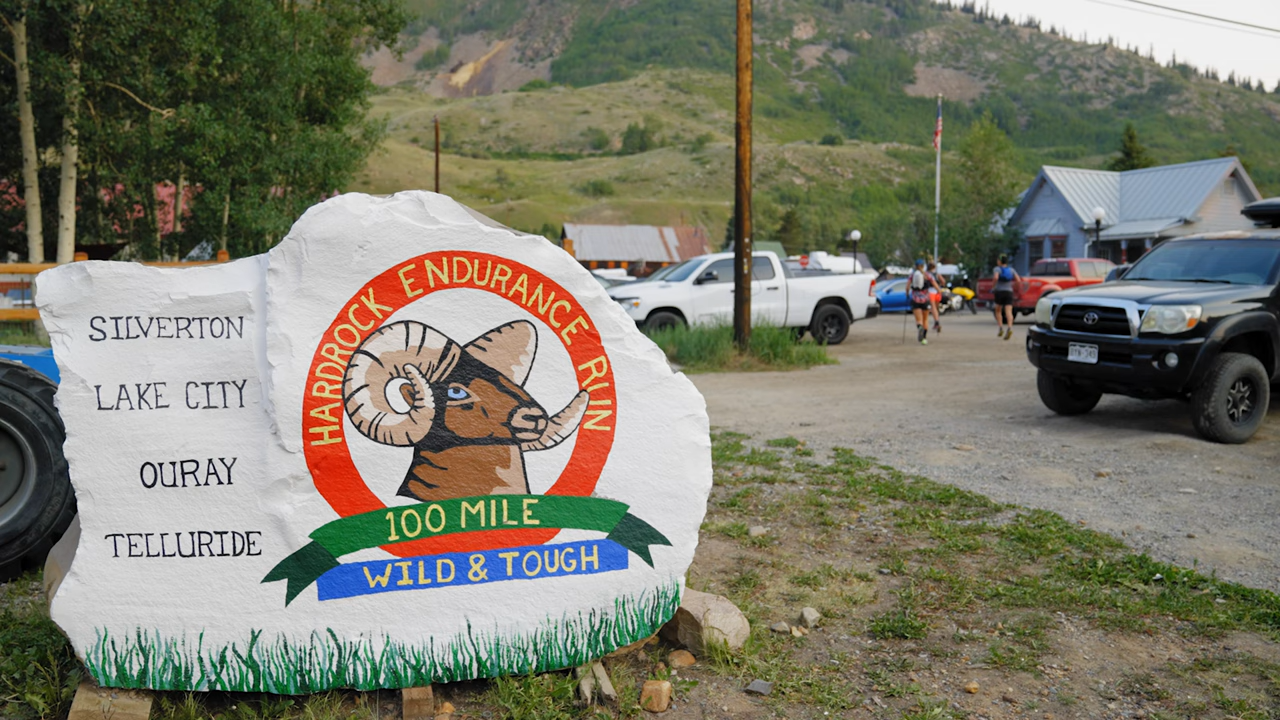 SILVERTON
LAKE CITY
OURAY
TELLURIDE
HARDROCK ENDURANCE RUN
100 MILE
WILD & TOUGH